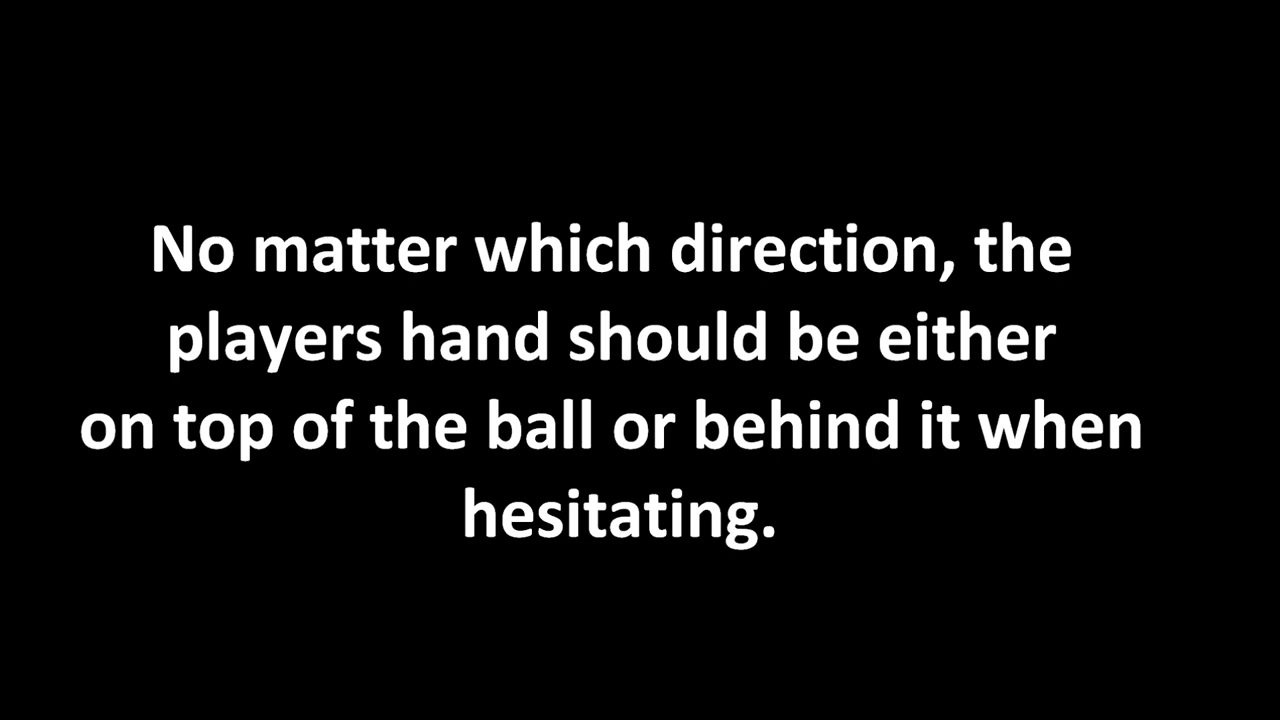 No matter which direction, the
players hand should be either
on top of the ball or behind it when
hesitating.